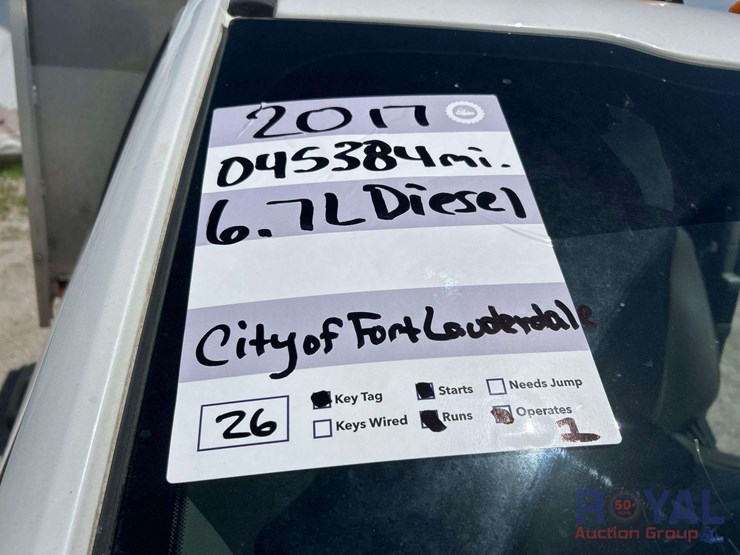 2017
045384mi.
6.7L Diesel
City of Fort Lauderdale
26
Key Tag
Starts
Needs Jump
Keys Wired
Runs
Operates
1
ROYAL
50
Auction Group